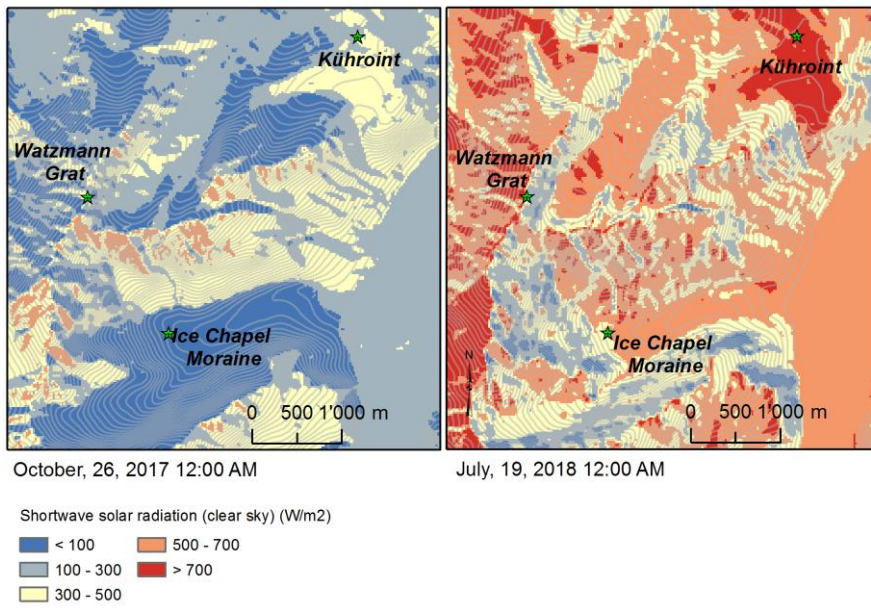 Kühroint
Watzmann
Grat
Ice Chapel
Moraine
0 500 1'000 m
October, 26, 2017 12:00 AM
Kühroint
Watzmann
Grat
Ice Chapel
Moraine
N
0 500 1'000 m
July, 19, 2018 12:00 AM
Shortwave solar radiation (clear sky) (W/m2)
< 100
100 - 300
300 - 500
500 - 700
> 700